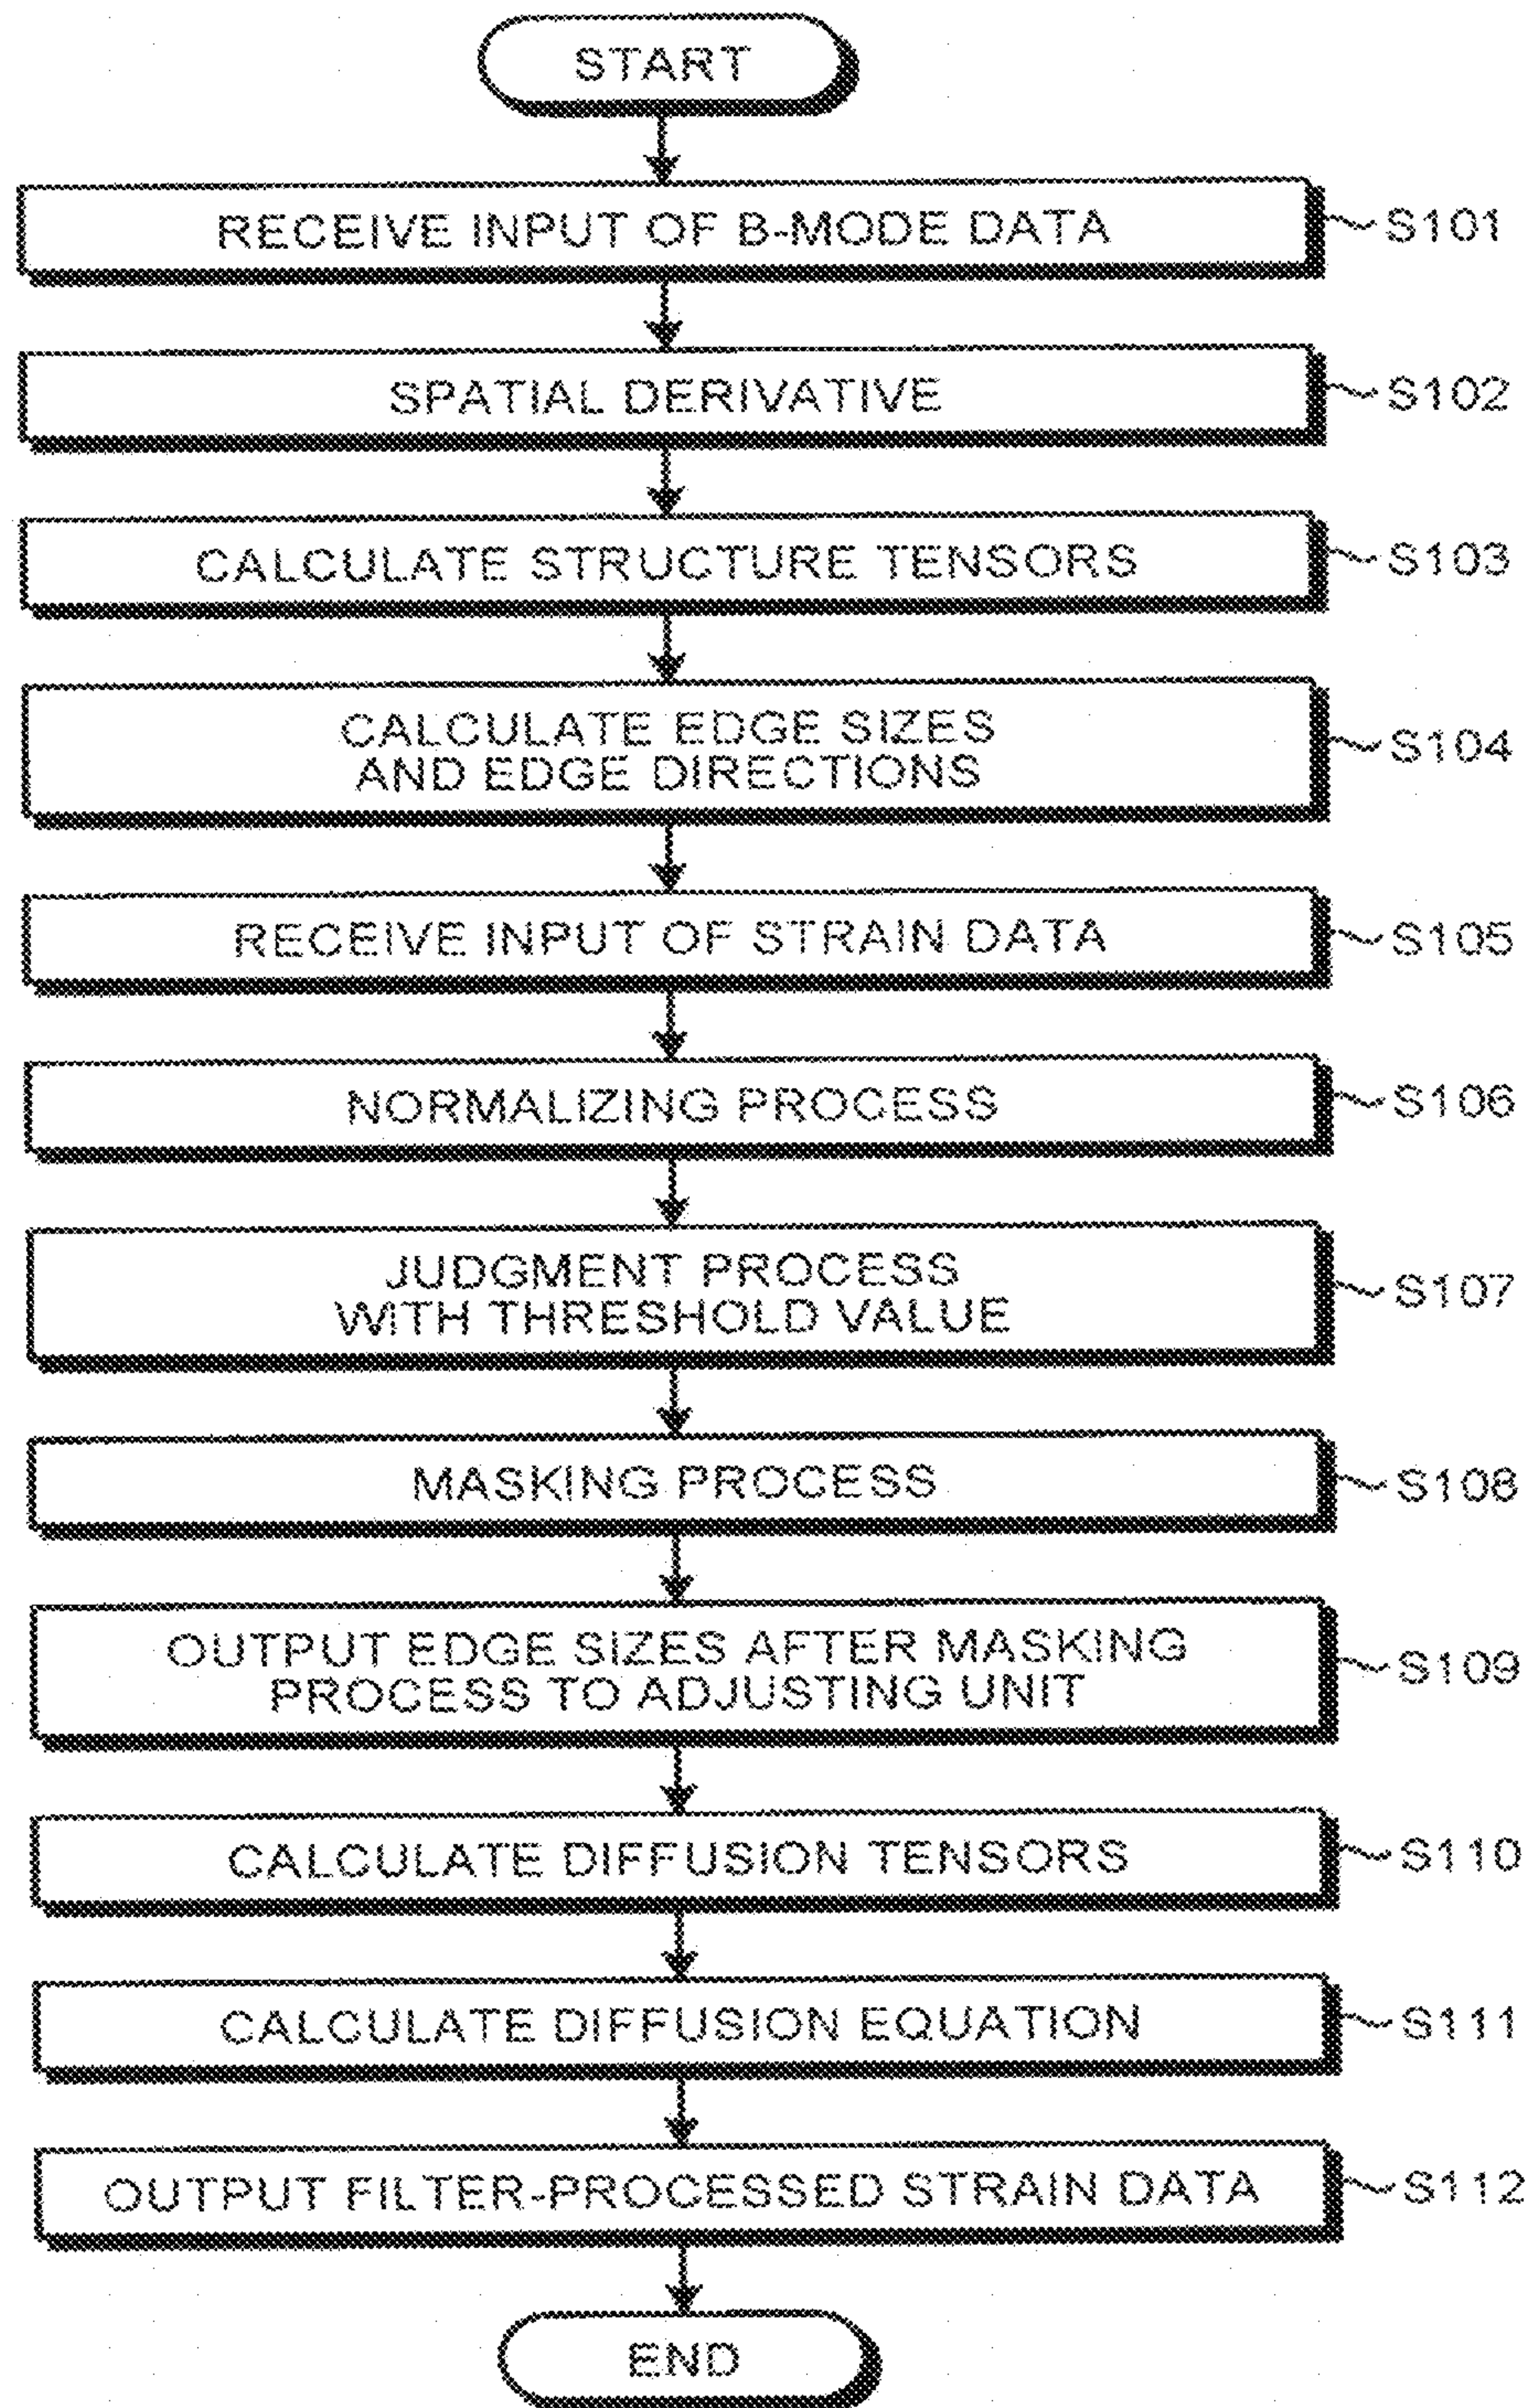 START
RECEIVE INPUT OF B-MODE DATA
S101
SPATIAL DERIVATIVE
S102
CALCULATE STRUCTURE TENSORS
S103
CALCULATE EDGE SIZES
AND EDGE DIRECTIONS
S104
RECEIVE INPUT OF STRAIN DATA
S105
NORMALIZING PROCESS
S106
JUDGMENT PROCESS
WITH THRESHOLD VALUE
S107
MASKING PROCESS
S108
OUTPUT EDGE SIZES AFTER MASKING
PROCESS TO ADJUSTING UNIT
S109
CALCULATE DIFFUSION TENSORS
S110
CALCULATE DIFFUSION EQUATION
S111
OUTPUT FILTER-PROCESSED STRAIN DATA
S112
END